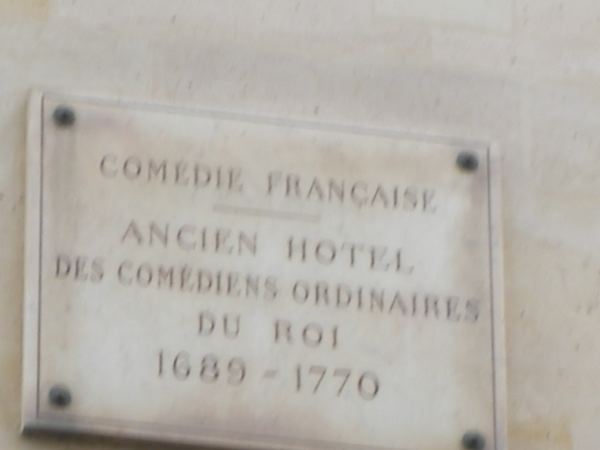 COMÉDIE FRANÇAISE
ANCIEN HOTEL
DES COMÉDIENS ORDINAIRES
DU ROI
1689 - 1770